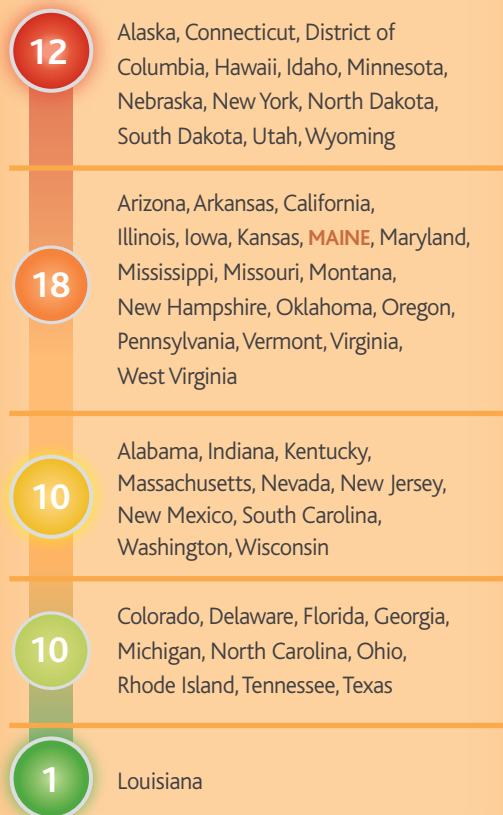 12
Alaska, Connecticut, District of
Columbia, Hawaii, Idaho, Minnesota,
Nebraska, New York, North Dakota,
South Dakota, Utah, Wyoming
18
Arizona, Arkansas, California,
Illinois, Iowa, Kansas, MAINE, Maryland,
Mississippi, Missouri, Montana,
New Hampshire, Oklahoma, Oregon,
Pennsylvania, Vermont, Virginia,
West Virginia
10
Alabama, Indiana, Kentucky,
Massachusetts, Nevada, New Jersey,
New Mexico, South Carolina,
Washington, Wisconsin
10
Colorado, Delaware, Florida, Georgia,
Michigan, North Carolina, Ohio,
Rhode Island, Tennessee, Texas
1
Louisiana